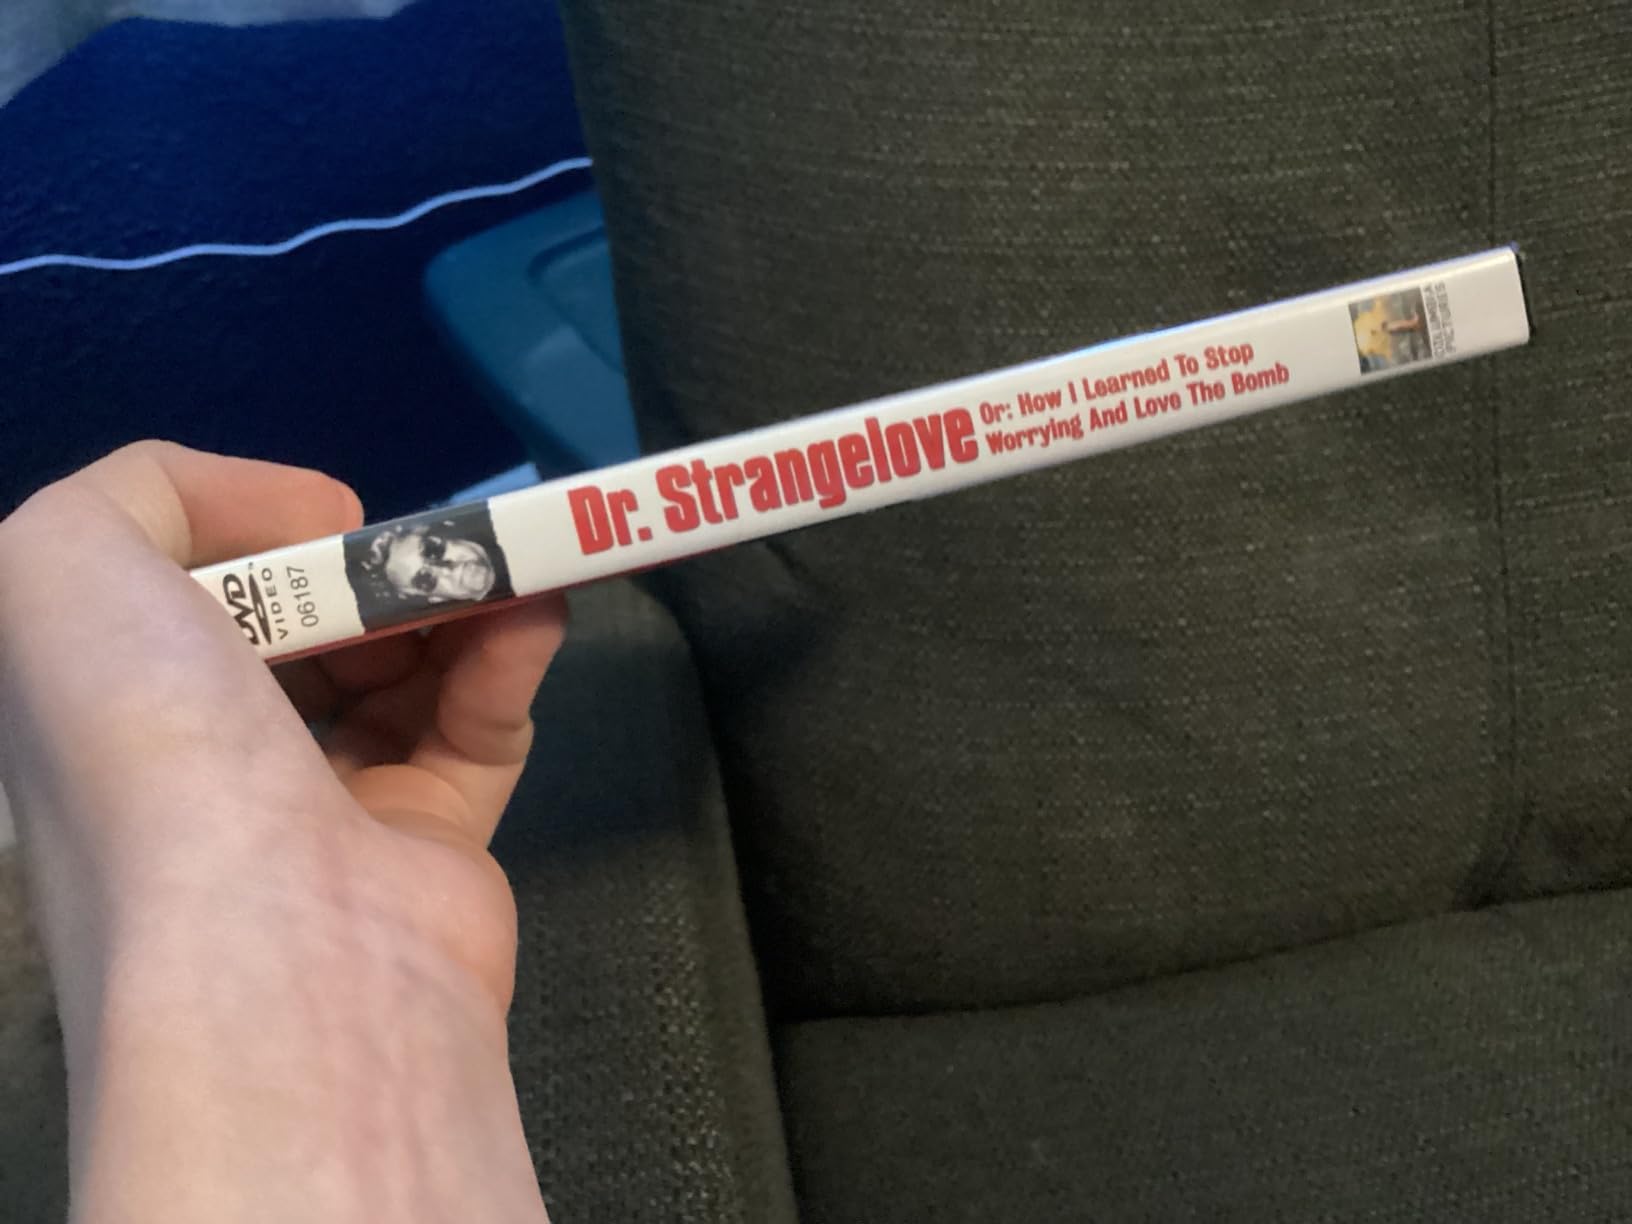 DVD
VIDEO
06187
Dr. Strangelove
Or: How I Learned To Stop
Worrying And Love The Bomb
COLUMBIA
PICTURES